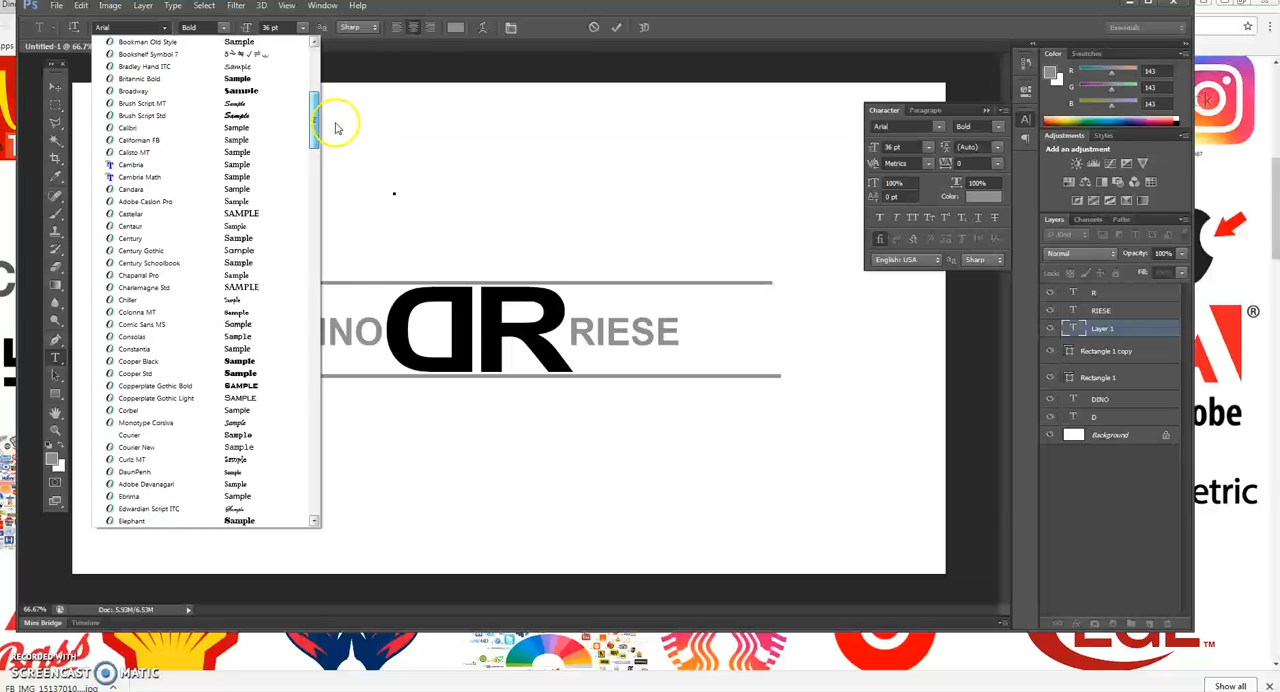 PS File Edit Image Layer Type Select Filter 3D View Window Help
T Arial Bold 36 pt Sharp 3D Essentials
Untitled-1 @ 66.7%
Bookman Old Style Sample
Bookshelf Symbol 7
Bradley Hand ITC Sample
Britannic Bold Sample
Broadway Sample
Brush Script MT Sample
Brush Script Std Sample
Calibri Sample
Californian FB Sample
Calisto MT Sample
Cambria Sample
Cambria Math Sample
Candara Sample
Adobe Caslon Pro Sample
Castellar SAMPLE
Centaur Sample
Century Sample
Century Gothic Sample
Century Schoolbook Sample
Chaparral Pro Sample
Charlemagne Std SAMPLE
Chiller Sample
Colonna MT Sample
Comic Sans MS Sample
Consolas Sample
Constantia Sample
Cooper Black Sample
Cooper Std Sample
Copperplate Gothic Bold SAMPLE
Copperplate Gothic Light SAMPLE
Corbel Sample
Monotype Corsiva Sample
Courier Sample
Courier New Sample
Curlz MT Sample
DaunPenh Sample
Adobe Devanagari Sample
Ebrima Sample
Edwardian Script ITC Sample
Elephant Sample
INO DR RIESE
Character Paragraph
Arial Bold
36 pt (Auto)
Metrics 0
100% 100%
0 pt Color:
English: USA Sharp
Color Swatches
R 143
G 143
B 143
Adjustments Styles
Add an adjustment
Layers Channels Paths
Kind
Normal Opacity: 100%
Lock: Fill:
T R
T RIESE
T Layer 1
Rectangle 1 copy
Rectangle 1
T DINO
T D
Background
66.67% Doc: 5.93M/6.53M
Mini Bridge Timeline
obe
etric
RECORDED WITH
SCREENCAST MATIC
FB_IMG_15137010....jpg
Show all